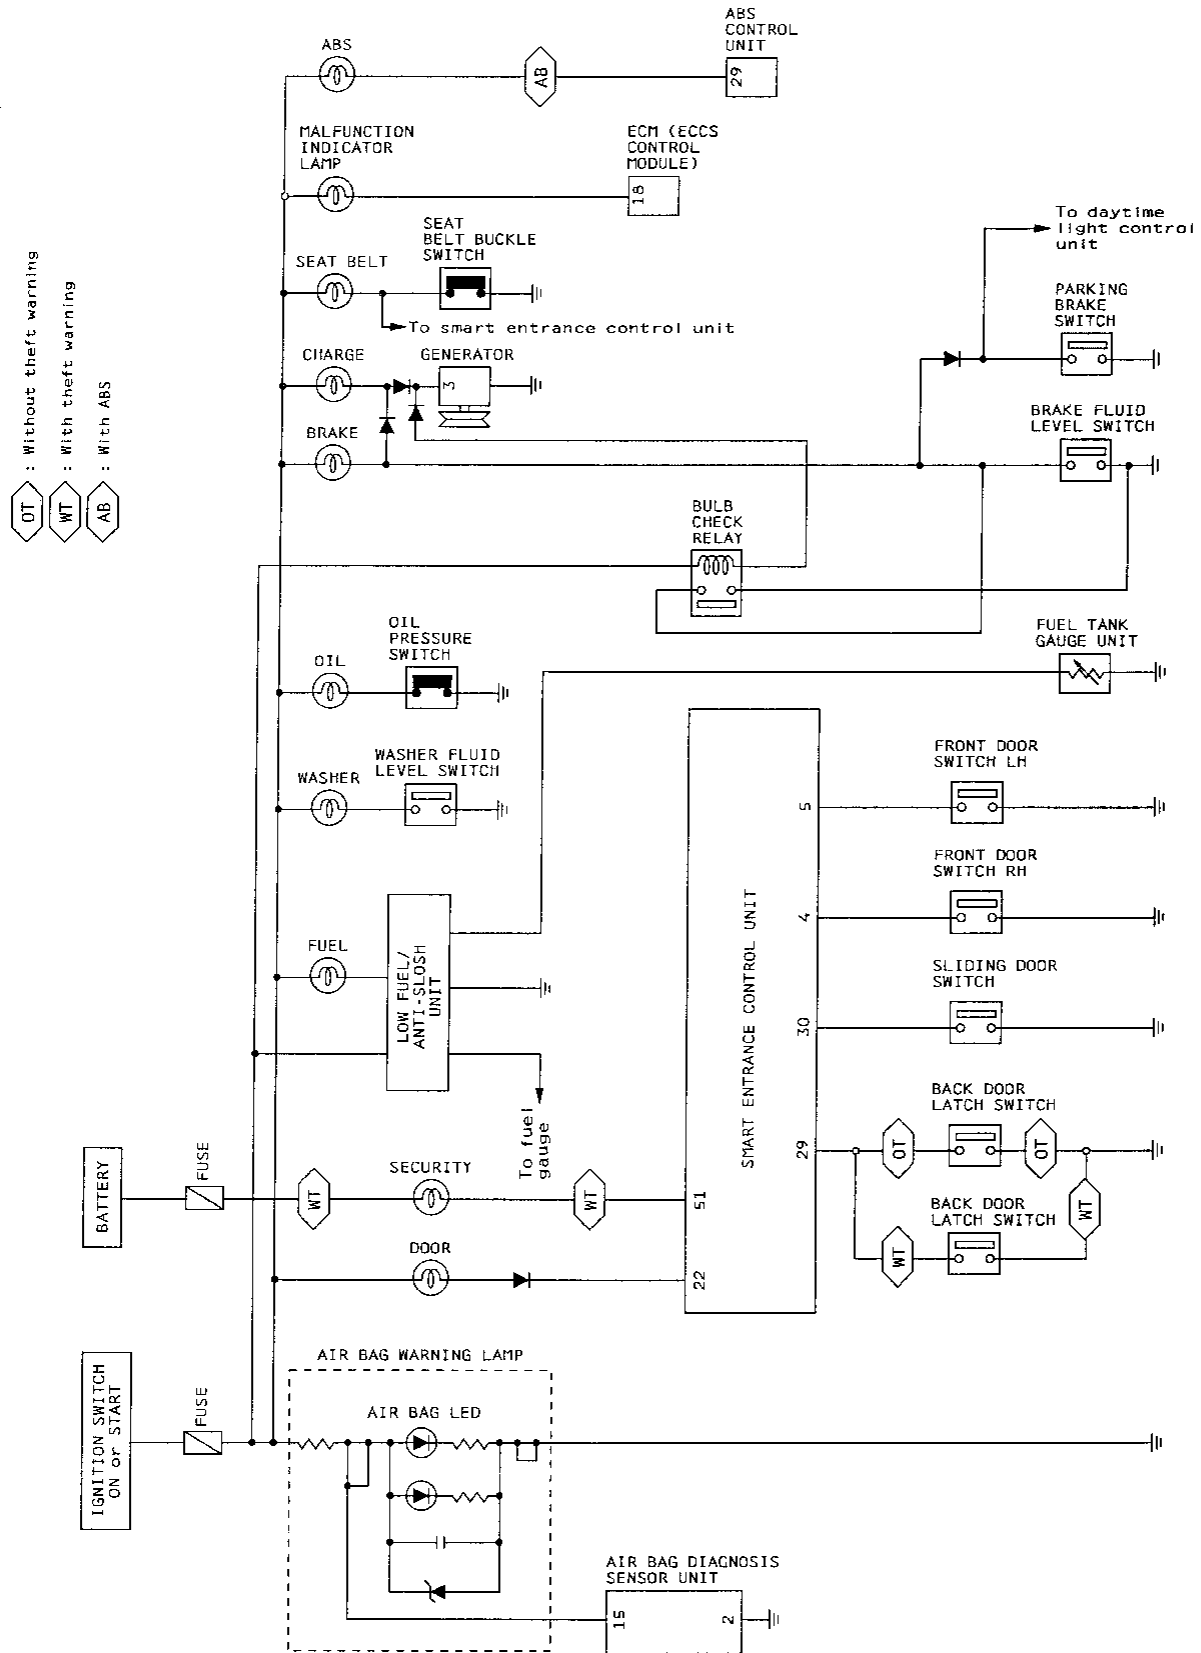 ABS
CONTROL
UNIT
ABS
AB
29
MALFUNCTION
INDICATOR
LAMP
ECM (ECCS
CONTROL
MODULE)
18
SEAT
BELT BUCKLE
SWITCH
To daytime
light control
unit
SEAT BELT
To smart entrance control unit
PARKING
BRAKE
SWITCH
OT : Without theft warning
WT : With theft warning
AB : With ABS
CHARGE
GENERATOR
3
BRAKE
BRAKE FLUID
LEVEL SWITCH
BULB
CHECK
RELAY
OIL
PRESSURE
SWITCH
OIL
FUEL TANK
GAUGE UNIT
WASHER FLUID
LEVEL SWITCH
WASHER
FRONT DOOR
SWITCH LH
5
FRONT DOOR
SWITCH RH
4
FUEL
LOW FUEL/
ANTI-SLOSH
UNIT
SMART ENTRANCE CONTROL UNIT
SLIDING DOOR
SWITCH
30
To fuel
gauge
BACK DOOR
LATCH SWITCH
29
OT
OT
BATTERY
FUSE
WT
SECURITY
WT
51
BACK DOOR
LATCH SWITCH
WT
WT
DOOR
22
IGNITION SWITCH
ON or START
FUSE
AIR BAG WARNING LAMP
AIR BAG LED
AIR BAG DIAGNOSIS
SENSOR UNIT
15
2